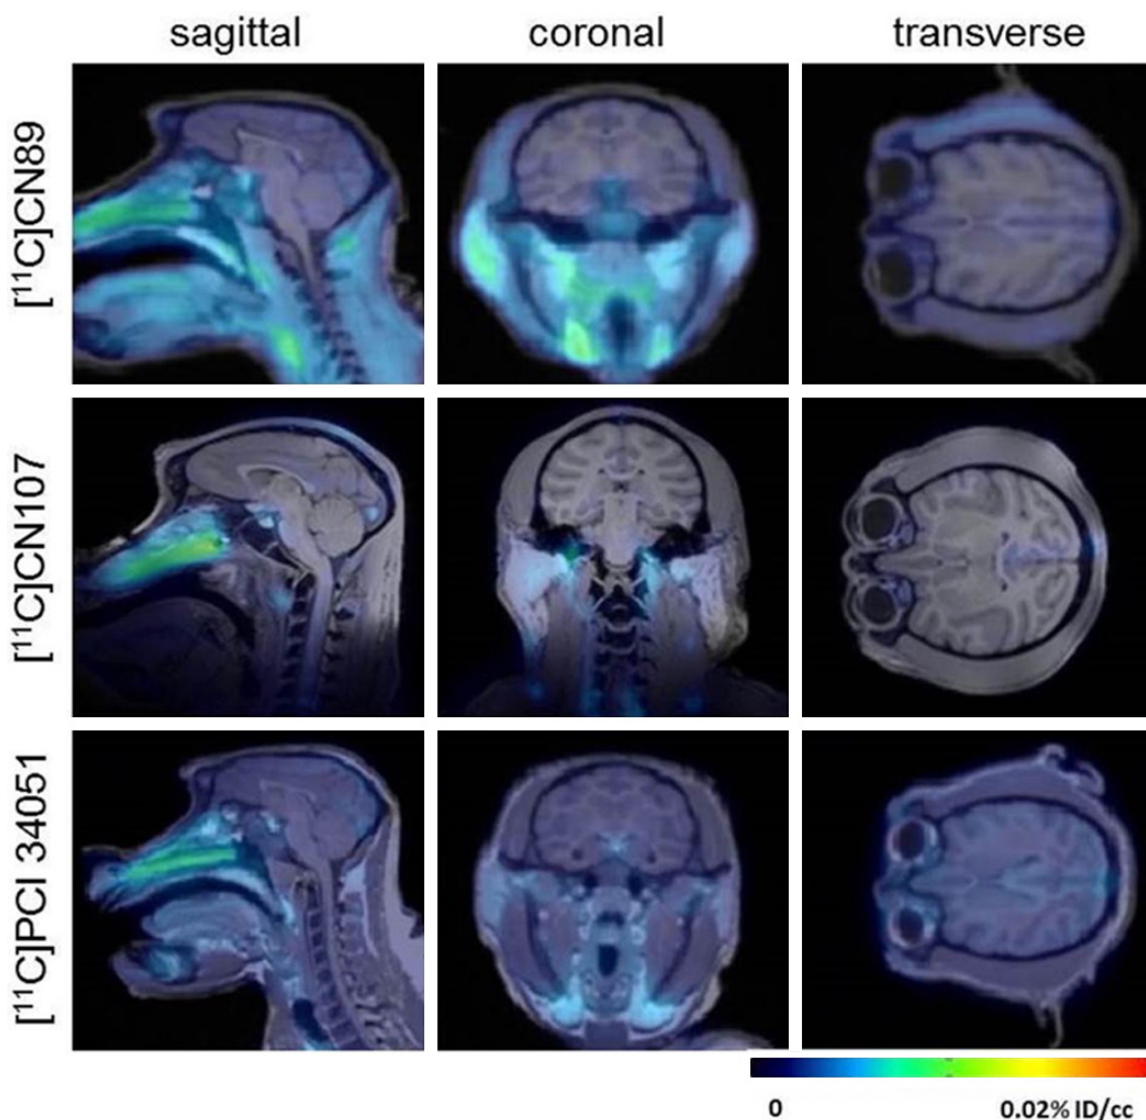 sagittal coronal transverse
[¹¹C]CN89
[¹¹C]CN107
[¹¹C]PCI 34051
0 0.02% ID/cc